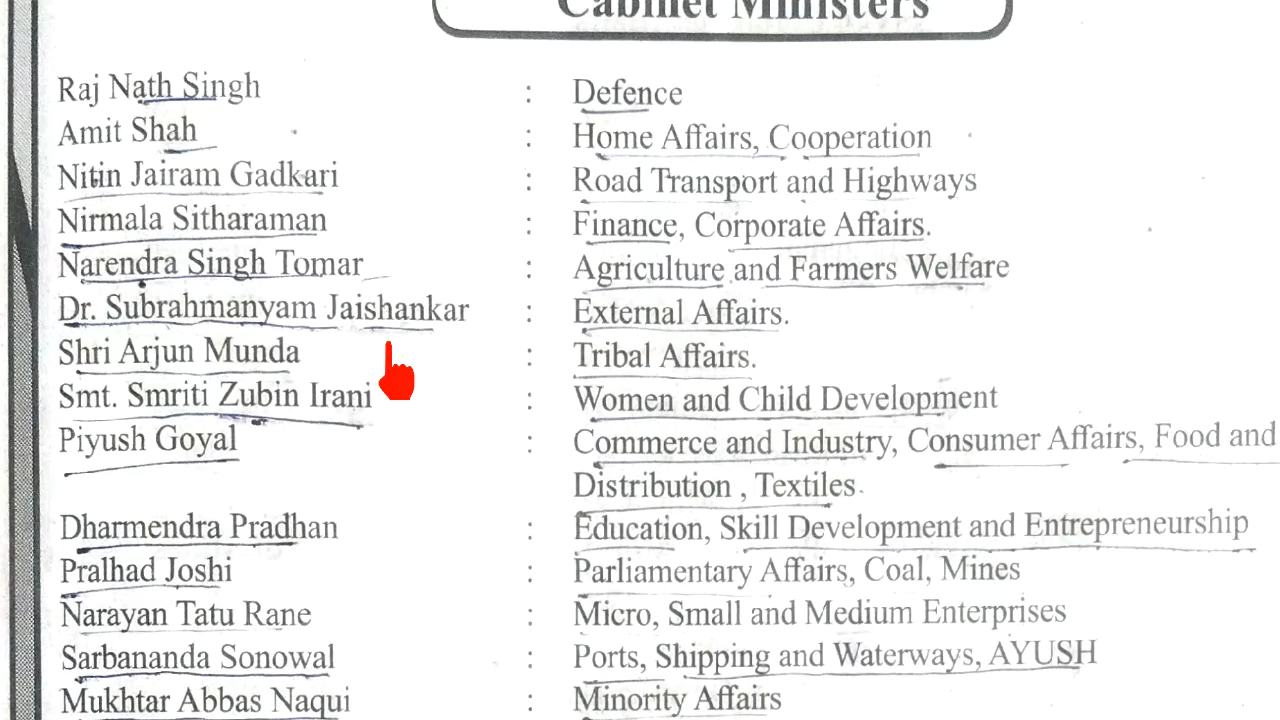 Cabinet Ministers
Raj Nath Singh : Defence
Amit Shah : Home Affairs, Cooperation
Nitin Jairam Gadkari : Road Transport and Highways
Nirmala Sitharaman : Finance, Corporate Affairs.
Narendra Singh Tomar : Agriculture and Farmers Welfare
Dr. Subrahmanyam Jaishankar : External Affairs.
Shri Arjun Munda : Tribal Affairs.
Smt. Smriti Zubin Irani : Women and Child Development
Piyush Goyal : Commerce and Industry, Consumer Affairs, Food and
Distribution , Textiles.
Dharmendra Pradhan : Education, Skill Development and Entrepreneurship
Pralhad Joshi : Parliamentary Affairs, Coal, Mines
Narayan Tatu Rane : Micro, Small and Medium Enterprises
Sarbananda Sonowal : Ports, Shipping and Waterways, AYUSH
Mukhtar Abbas Naqui : Minority Affairs